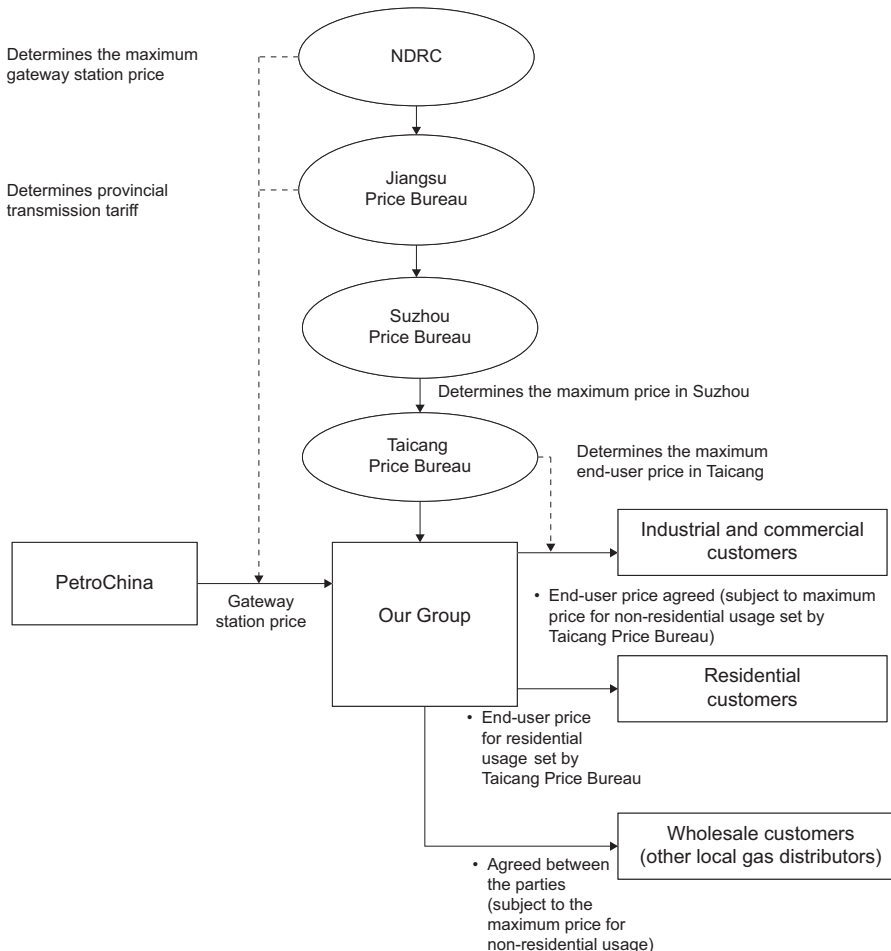 Determines the maximum
gateway station price
NDRC
Determines provincial
transmission tariff
Jiangsu
Price Bureau
Suzhou
Price Bureau
Determines the maximum price in Suzhou
Taicang
Price Bureau
Determines the maximum
end-user price in Taicang
Industrial and commercial
customers
PetroChina
Gateway
station price
Our Group
• End-user price agreed (subject to maximum
price for non-residential usage set by
Taicang Price Bureau)
Residential
customers
• End-user price
for residential
usage set by
Taicang Price Bureau
Wholesale customers
(other local gas distributors)
• Agreed between
the parties
(subject to the
maximum price for
non-residential usage)